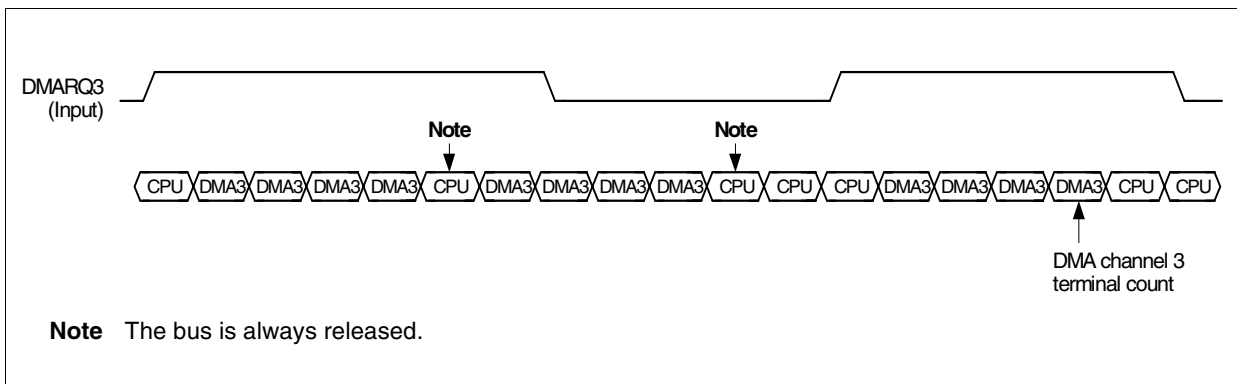 DMARQ3
(Input)
Note Note
CPU DMA3 DMA3 DMA3 DMA3 CPU DMA3 DMA3 DMA3 DMA3 CPU CPU CPU DMA3 DMA3 DMA3 DMA3 CPU CPU
DMA channel 3
terminal count
Note The bus is always released.